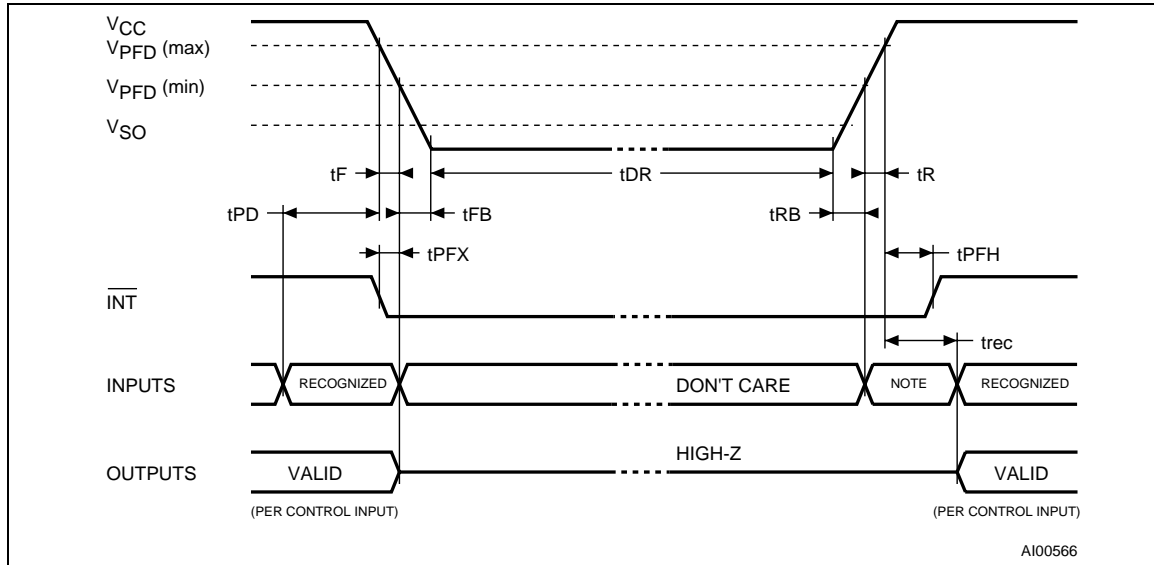 VCC
VPFD (max)
VPFD (min)
VSO
tF
tDR
tR
tPD
tFB
tRB
tPFX
tPFH
INT
trec
INPUTS
RECOGNIZED
DON'T CARE
NOTE
RECOGNIZED
HIGH-Z
OUTPUTS
VALID
VALID
(PER CONTROL INPUT)
(PER CONTROL INPUT)
AI00566